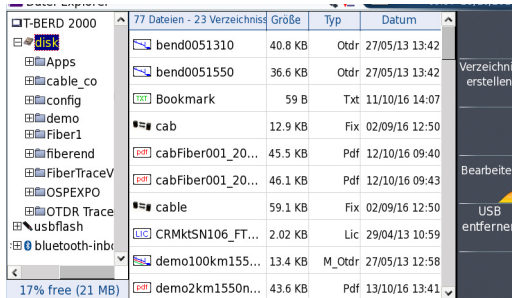 T-BERD 2000
disk
Apps
cable_co
config
demo
Fiber1
fiberend
FiberTraceV
OSPEXPO
OTDR Trace
usbflash
bluetooth-inbo
17% free (21 MB)
77 Dateien - 23 Verzeichniss Größe Typ Datum
bend0051310 40.8 KB Otdr 27/05/13 13:42
bend0051550 36.6 KB Otdr 27/05/13 13:42
TXT Bookmark 59 B Txt 11/10/16 14:07
cab 12.9 KB Fix 02/09/16 12:50
pdf cabFiber001_20... 45.5 KB Pdf 12/10/16 09:40
pdf cabFiber001_20... 46.1 KB Pdf 12/10/16 09:43
cable 59.1 KB Fix 02/09/16 12:50
LIC CRMktSN106_FT... 2.02 KB Lic 29/04/13 10:59
demo100km155... 13.4 KB M_Otdr 27/05/13 12:58
pdf demo2km1550n... 43.6 KB Pdf 13/10/16 13:41
Verzeichni
erstellen
Bearbeite
USB
entferner